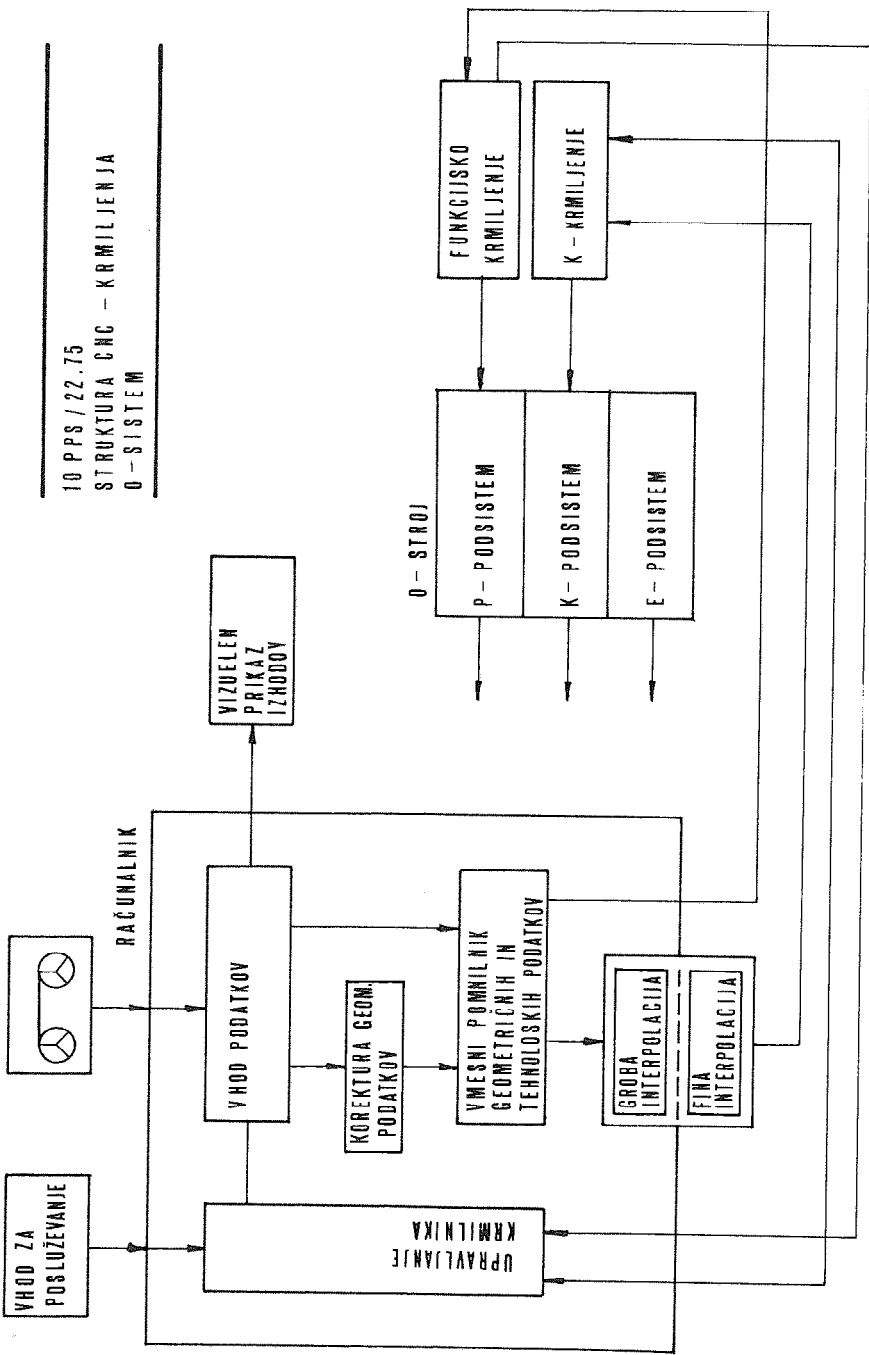 10 PPS / 22.75
STRUKTURA CNC - KRMILJENJA
O - SISTEM
VHOD ZA
POSLUŽEVANJE
RAČUNALNIK
VHOD PODATKOV
VIZUELEN
PRIKAZ
IZHODOV
UPRAVLJANJE
KRMILNIKA
KOREKTURA GEOM.
PODATKOV
VMESNI POMNILNIK
GEOMETRIČNIH IN
TEHNOLOSKIH PODATKOV
GROBA
INTERPOLACIJA
FINA
INTERPOLACIJA
O - STROJ
P - PODSISTEM
K - PODSISTEM
E - PODSISTEM
FUNKCIJSKO
KRMILJENJE
K - KRMILJENJE